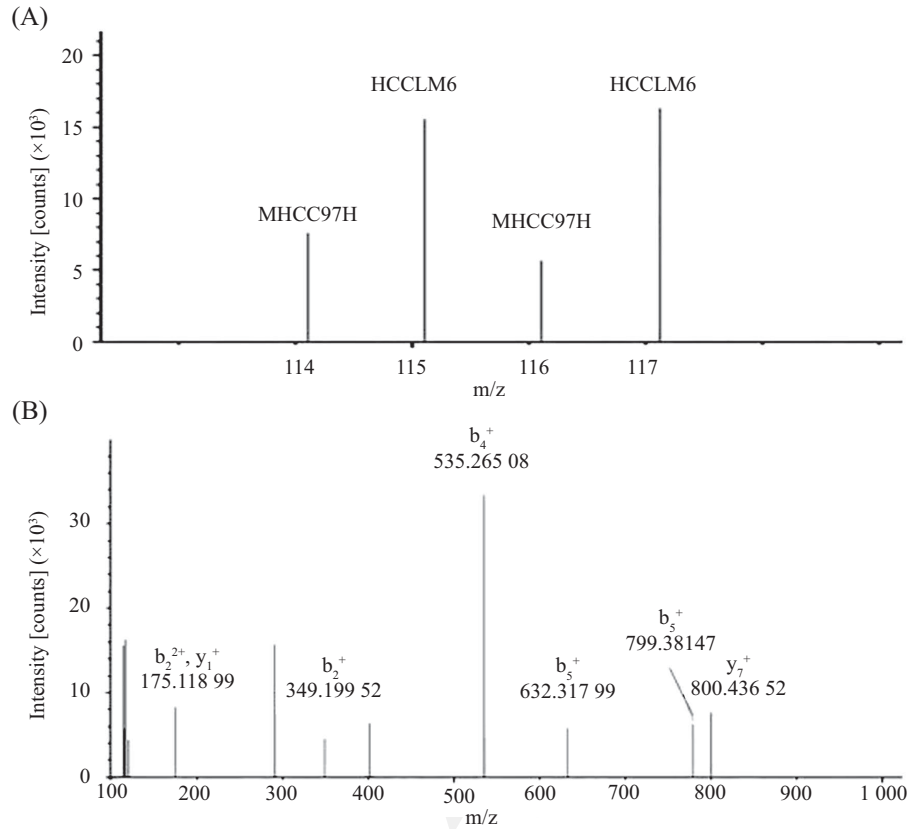 (A)
Intensity [counts] (×10³)
20
15
10
5
0
HCCLM6
HCCLM6
MHCC97H
MHCC97H
114
115
116
117
m/z
(B)
Intensity [counts] (×10³)
30
20
10
0
b₄⁺
535.265 08
b₅⁺
799.38147
b₂²⁺, y₁⁺
175.118 99
b₂⁺
349.199 52
b₅⁺
632.317 99
y₇⁺
800.436 52
100
200
300
400
500
600
700
800
900
1 000
m/z